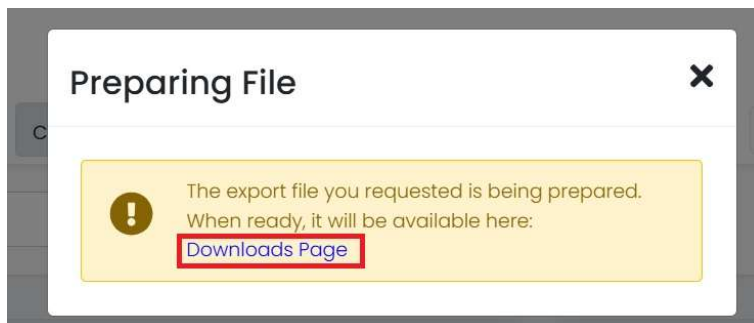 Preparing File
C
The export file you requested is being prepared.
When ready, it will be available here:
Downloads Page